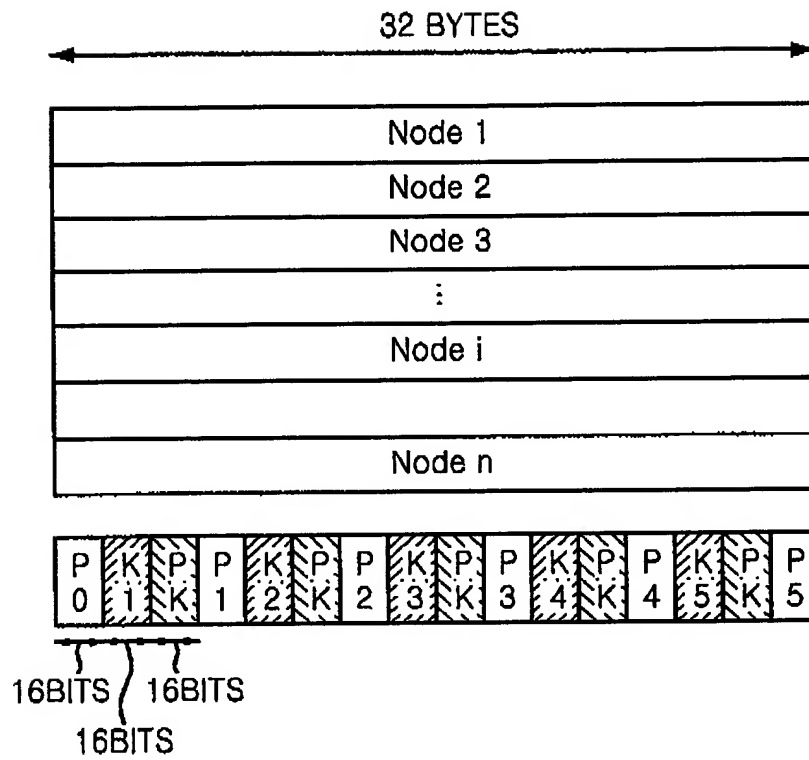 32 BYTES
Node 1
Node 2
Node 3
⋮
Node i
Node n
P K P P K P P K P P K P P K P P
0 1 K 1 2 K 2 3 K 3 4 K 4 5 K 5
16BITS 16BITS
16BITS